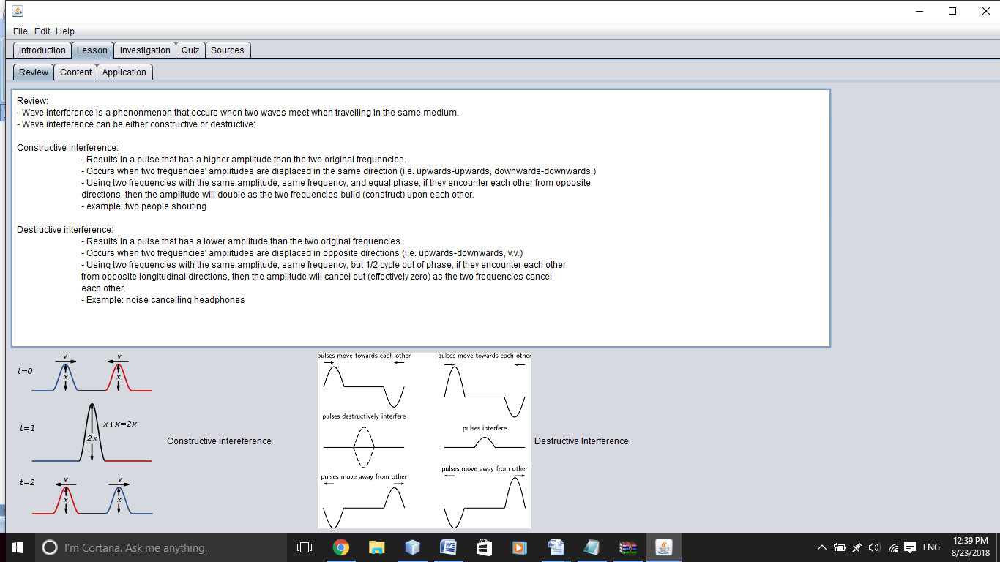 File Edit Help
Introduction Lesson Investigation Quiz Sources
Review Content Application
Review:
- Wave interference is a phenonmenon that occurs when two waves meet when travelling in the same medium.
- Wave interference can be either constructive or destructive:
Constructive interference:
- Results in a pulse that has a higher amplitude than the two original frequencies.
- Occurs when two frequencies' amplitudes are displaced in the same direction (i.e. upwards-upwards, downwards-downwards.)
- Using two frequencies with the same amplitude, same frequency, and equal phase, if they encounter each other from opposite
directions, then the amplitude will double as the two frequencies build (construct) upon each other.
- example: two people shouting
Destructive interference:
- Results in a pulse that has a lower amplitude than the two original frequencies.
- Occurs when two frequencies' amplitudes are displaced in opposite directions (i.e. upwards-downwards, v.v.)
- Using two frequencies with the same amplitude, same frequency, but 1/2 cycle out of phase, if they encounter each other
from opposite longitudinal directions, then the amplitude will cancel out (effectively zero) as the two frequencies cancel
each other.
- Example: noise cancelling headphones
v v
t=0
x x
t=1
x+x=2x
2x
t=2
v v
x x
Constructive intereference
pulses move towards each other
pulses destructively interfere
pulses move away from other
pulses move towards each other
pulses interfere
pulses move away from other
Destructive Interference
I'm Cortana. Ask me anything.
ENG
12:39 PM
8/23/2018